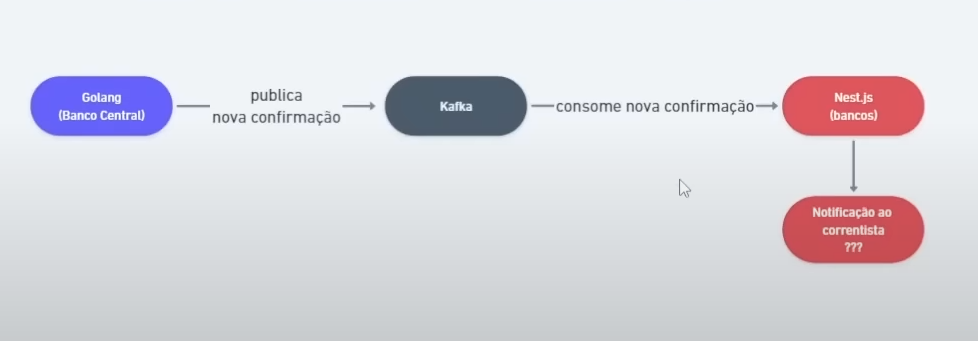 Golang
(Banco Central)
publica
nova confirmação
Kafka
consome nova confirmação
Nest.js
(bancos)
Notificação ao
correntista
???